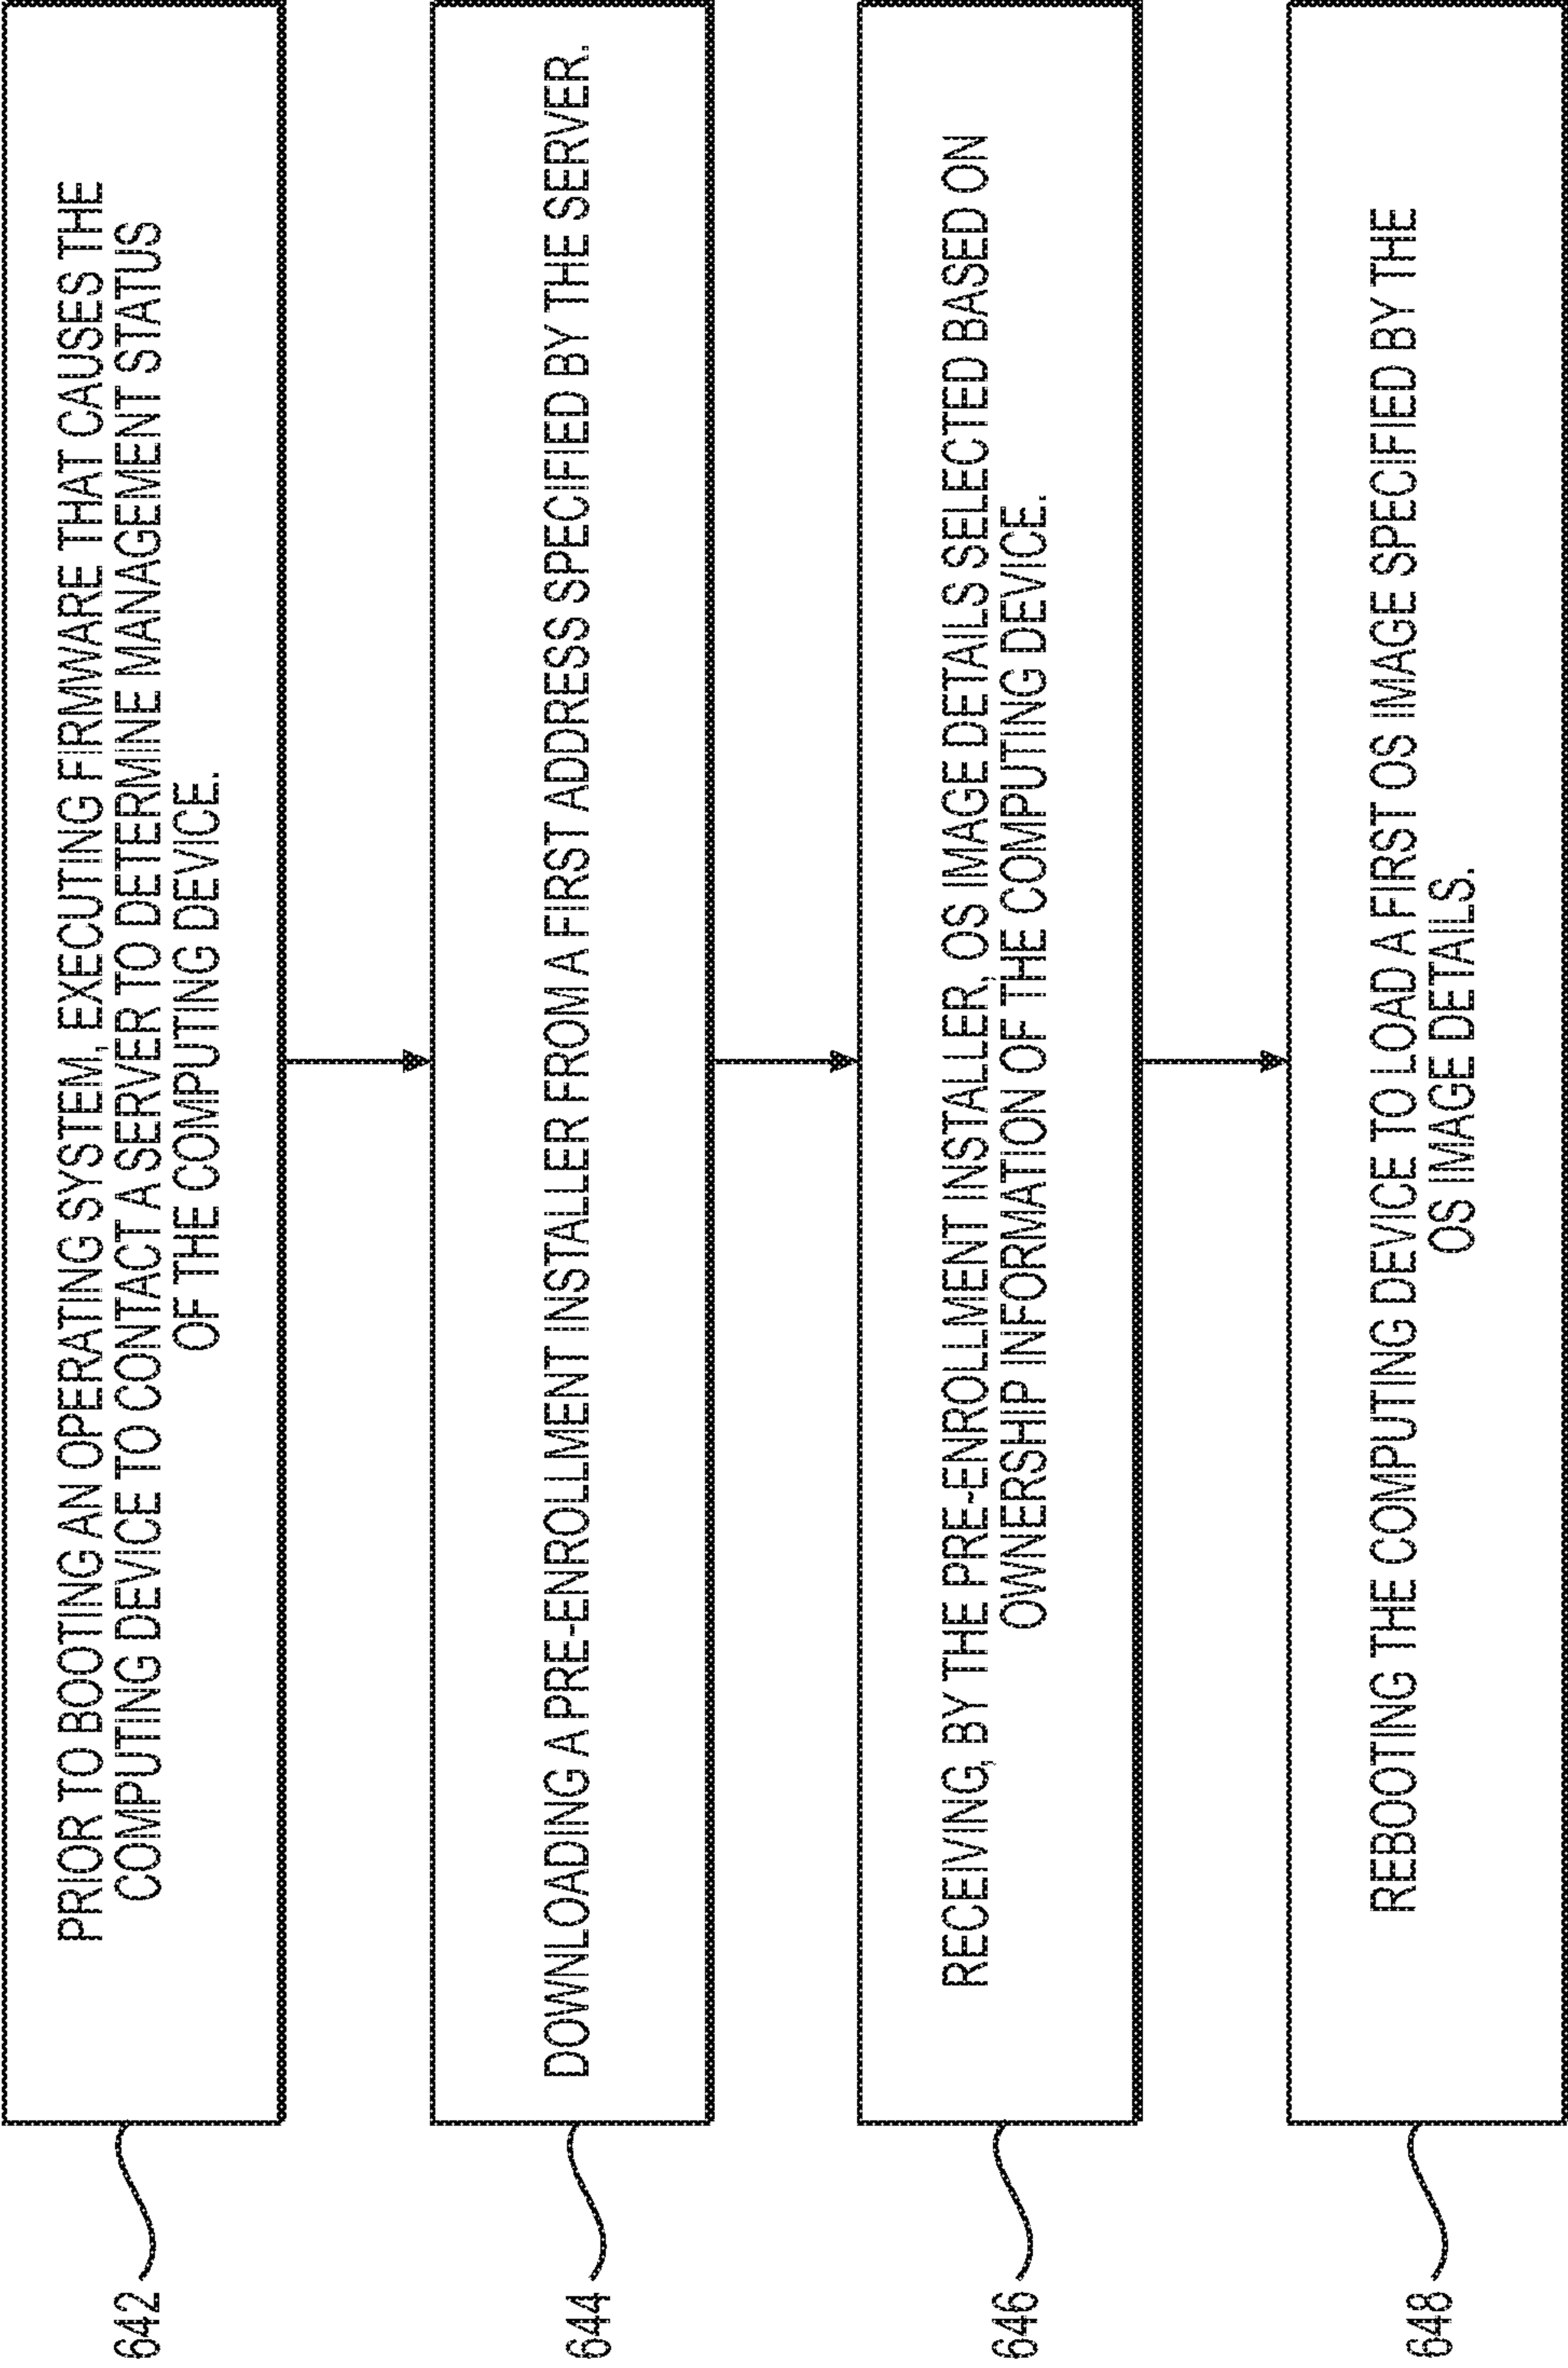 642
PRIOR TO BOOTING AN OPERATING SYSTEM, EXECUTING FIRMWARE THAT CAUSES THE
COMPUTING DEVICE TO CONTACT A SERVER TO DETERMINE MANAGEMENT STATUS
OF THE COMPUTING DEVICE.
644
DOWNLOADING A PRE-ENROLLMENT INSTALLER FROM A FIRST ADDRESS SPECIFIED BY THE SERVER.
646
RECEIVING, BY THE PRE-ENROLLMENT INSTALLER, OS IMAGE DETAILS SELECTED BASED ON
OWNERSHIP INFORMATION OF THE COMPUTING DEVICE.
648
REBOOTING THE COMPUTING DEVICE TO LOAD A FIRST OS IMAGE SPECIFIED BY THE
OS IMAGE DETAILS.